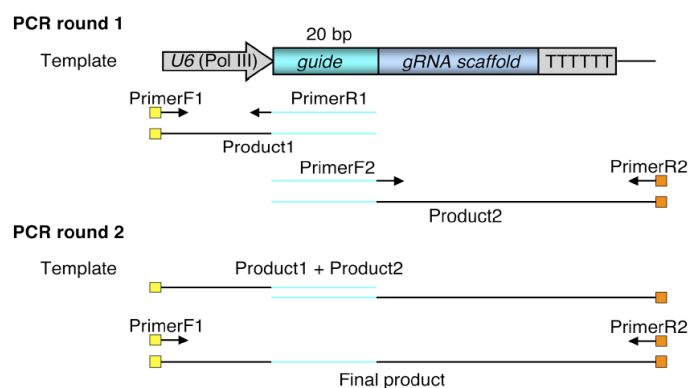 PCR round 1
20 bp
Template
U6 (Pol III)
guide
gRNA scaffold
TTTTTT
PrimerF1
PrimerR1
Product1
PrimerF2
PrimerR2
Product2
PCR round 2
Template
Product1 + Product2
PrimerF1
PrimerR2
Final product